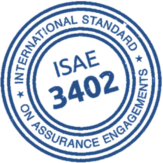 INTERNATIONAL STANDARD
ISAE
3402
ON ASSURANCE ENGAGEMENTS